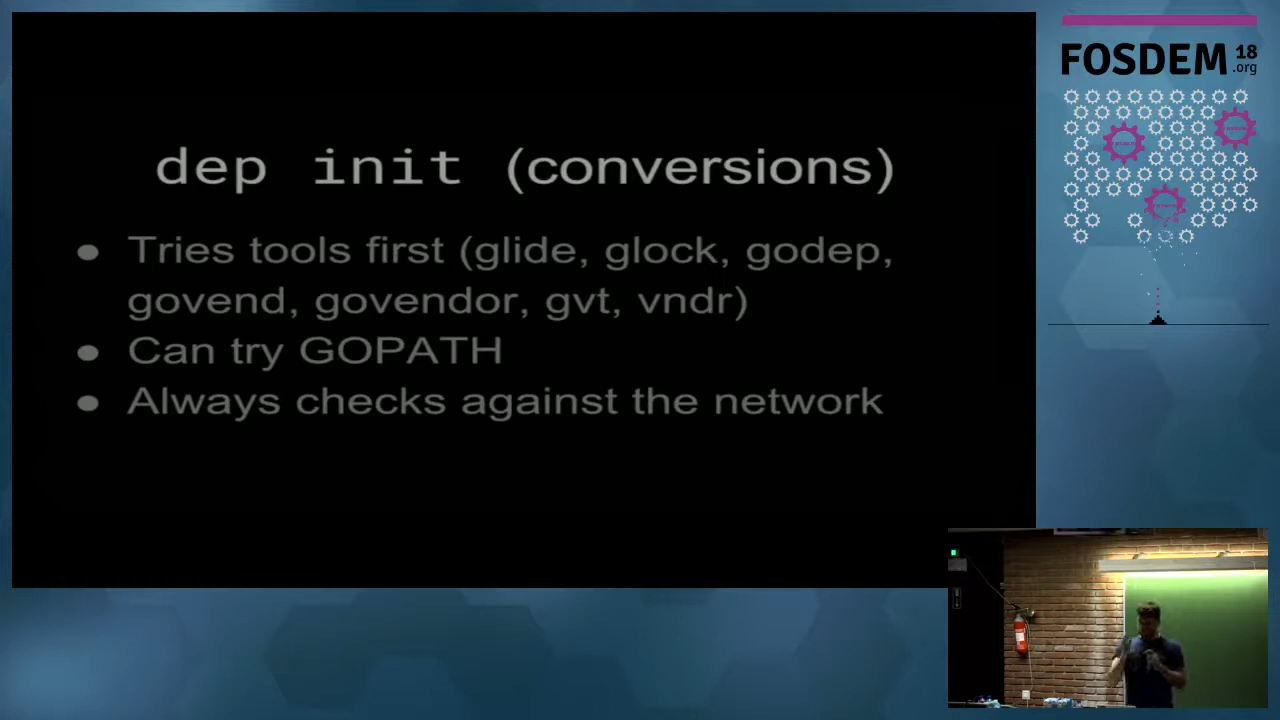 dep init (conversions)
● Tries tools first (glide, glock, godep,
govend, govendor, gvt, vndr)
● Can try GOPATH
● Always checks against the network
FOSDEM 18
.org